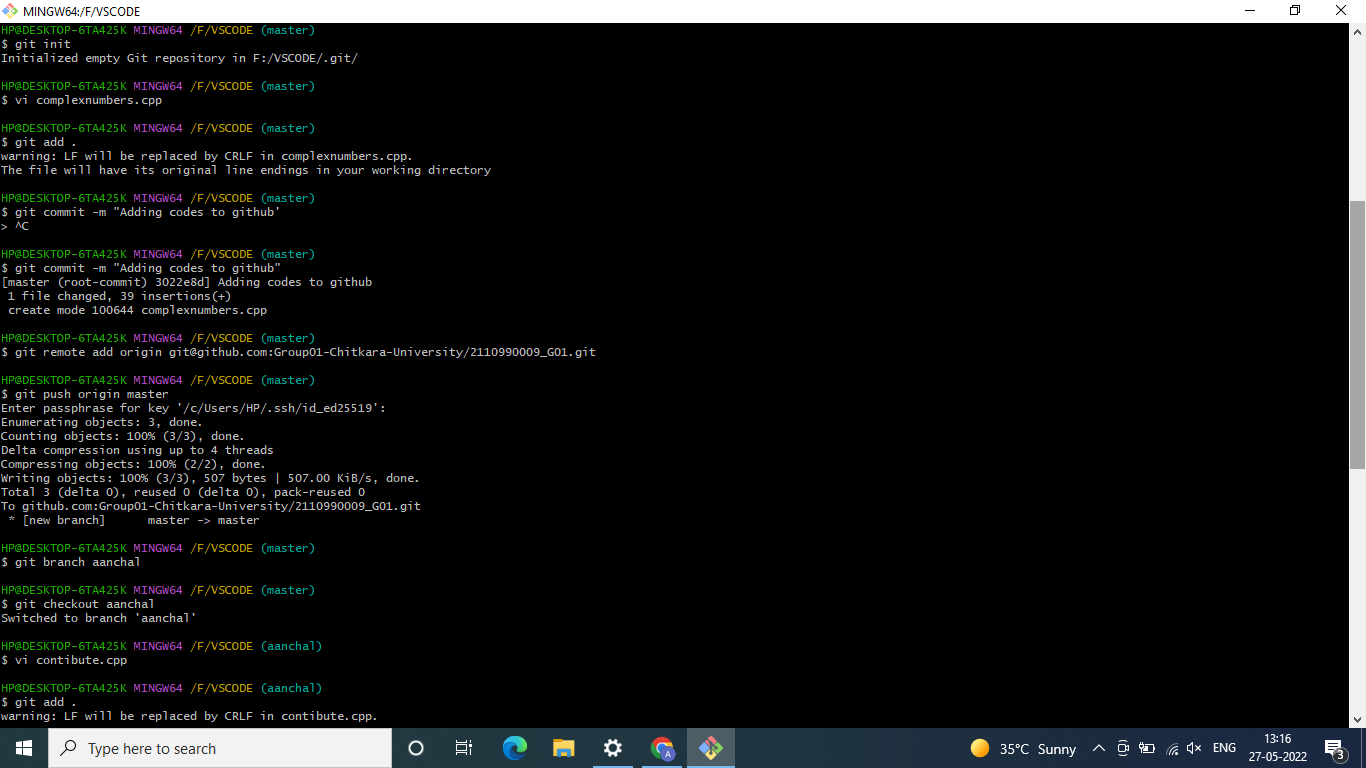 MINGW64:/F/VSCODE
HP@DESKTOP-6TA425K MINGW64 /F/VSCODE (master)
$ git init
Initialized empty Git repository in F:/VSCODE/.git/
HP@DESKTOP-6TA425K MINGW64 /F/VSCODE (master)
$ vi complexnumbers.cpp
HP@DESKTOP-6TA425K MINGW64 /F/VSCODE (master)
$ git add .
warning: LF will be replaced by CRLF in complexnumbers.cpp.
The file will have its original line endings in your working directory
HP@DESKTOP-6TA425K MINGW64 /F/VSCODE (master)
$ git commit -m "Adding codes to github'
> ^C
HP@DESKTOP-6TA425K MINGW64 /F/VSCODE (master)
$ git commit -m "Adding codes to github"
[master (root-commit) 3022e8d] Adding codes to github
 1 file changed, 39 insertions(+)
 create mode 100644 complexnumbers.cpp
HP@DESKTOP-6TA425K MINGW64 /F/VSCODE (master)
$ git remote add origin git@github.com:Group01-Chitkara-University/2110990009_G01.git
HP@DESKTOP-6TA425K MINGW64 /F/VSCODE (master)
$ git push origin master
Enter passphrase for key '/c/Users/HP/.ssh/id_ed25519':
Enumerating objects: 3, done.
Counting objects: 100% (3/3), done.
Delta compression using up to 4 threads
Compressing objects: 100% (2/2), done.
Writing objects: 100% (3/3), 507 bytes | 507.00 KiB/s, done.
Total 3 (delta 0), reused 0 (delta 0), pack-reused 0
To github.com:Group01-Chitkara-University/2110990009_G01.git
 * [new branch]      master -> master
HP@DESKTOP-6TA425K MINGW64 /F/VSCODE (master)
$ git branch aanchal
HP@DESKTOP-6TA425K MINGW64 /F/VSCODE (master)
$ git checkout aanchal
Switched to branch 'aanchal'
HP@DESKTOP-6TA425K MINGW64 /F/VSCODE (aanchal)
$ vi contibute.cpp
HP@DESKTOP-6TA425K MINGW64 /F/VSCODE (aanchal)
$ git add .
warning: LF will be replaced by CRLF in contibute.cpp.
Type here to search
A
35°C Sunny
ENG
13:16
27-05-2022
3